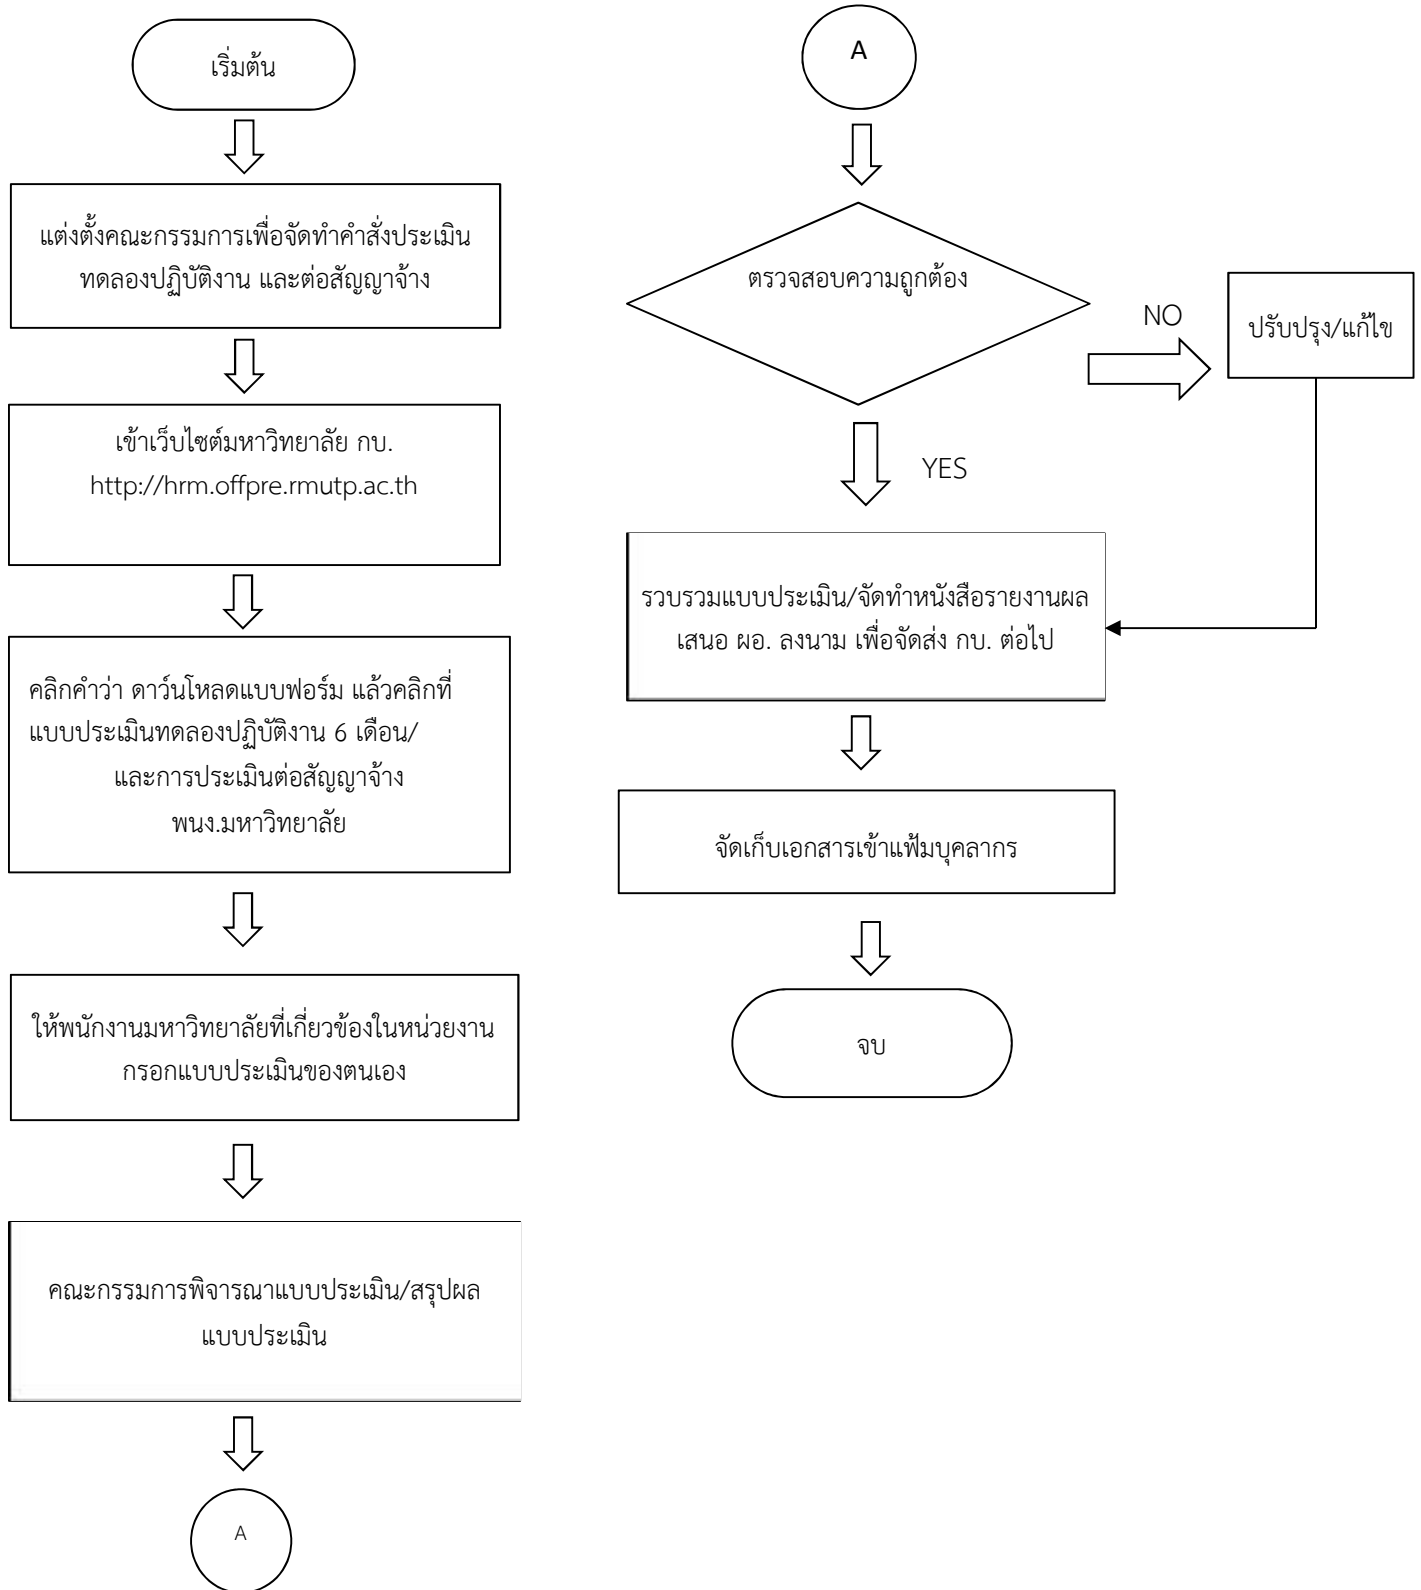 เริ่มต้น
แต่งตั้งคณะกรรมการเพื่อจัดทำคำสั่งประเมิน
ทดลองปฏิบัติงาน และต่อสัญญาจ้าง
เข้าเว็บไซต์มหาวิทยาลัย กบ.
http://hrm.offpre.rmutp.ac.th
คลิกคำว่า ดาว์นโหลดแบบฟอร์ม แล้วคลิกที่
แบบประเมินทดลองปฏิบัติงาน 6 เดือน/
และการประเมินต่อสัญญาจ้าง
พนง.มหาวิทยาลัย
ให้พนักงานมหาวิทยาลัยที่เกี่ยวข้องในหน่วยงาน
กรอกแบบประเมินของตนเอง
คณะกรรมการพิจารณาแบบประเมิน/สรุปผล
แบบประเมิน
A
A
ตรวจสอบความถูกต้อง
NO
ปรับปรุง/แก้ไข
YES
รวบรวมแบบประเมิน/จัดทำหนังสือรายงานผล
เสนอ ผอ. ลงนาม เพื่อจัดส่ง กบ. ต่อไป
จัดเก็บเอกสารเข้าแฟ้มบุคลากร
จบ